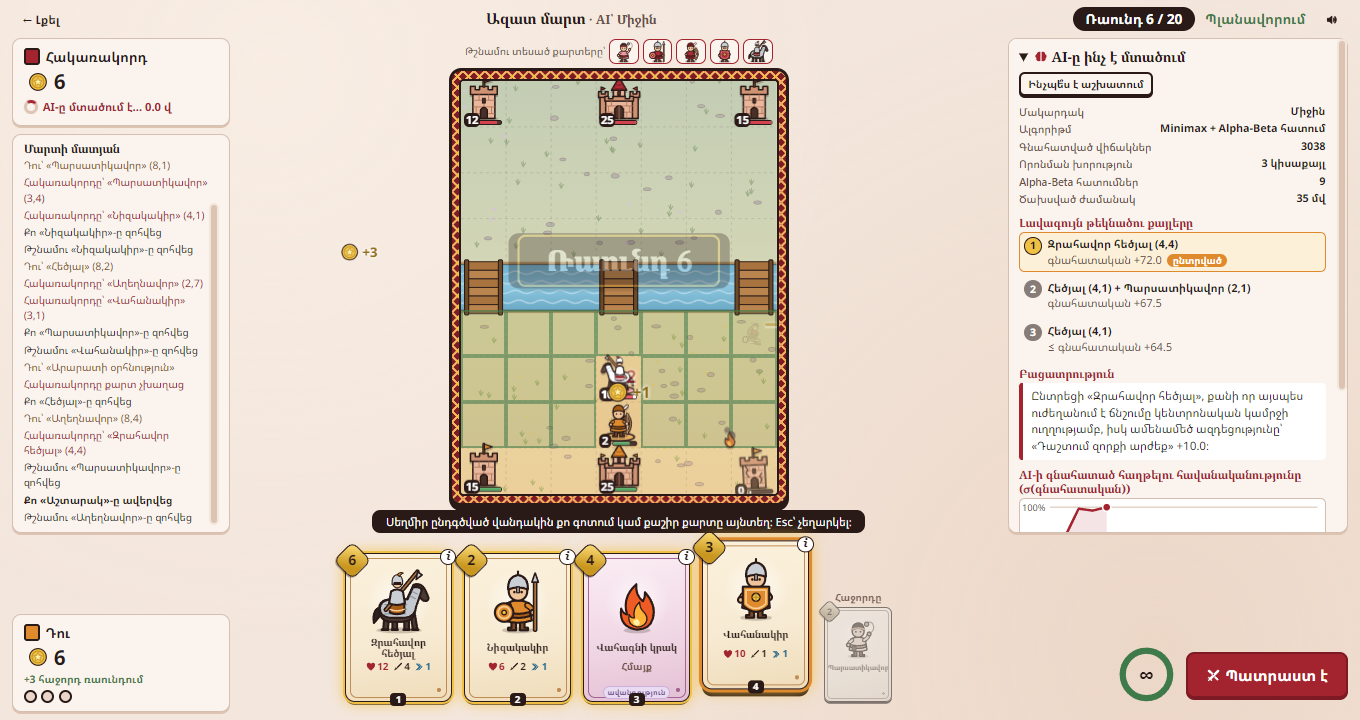 ← Լքել
Ազատ մարտ · AI՝ Միջին
Ռաունդ 6 / 20
Պլանավորում
Հակառակորդ
6
AI-ը մտածում է... 0.0 վ
Թշնամու տեսած քարտերը՝
Մարտի մատյան
Դու՝ «Պարսատիկավոր» (8,1)
Հակառակորդը՝ «Պարսատիկավոր»
(3,4)
Հակառակորդը՝ «Նիզակակիր» (4,1)
Քո «Նիզակակիր»-ը զոհվեց
Թշնամու «Նիզակակիր»-ը զոհվեց
Դու՝ «Հեծյալ» (8,2)
Հակառակորդը՝ «Աղեղնավոր» (2,7)
Հակառակորդը՝ «Վահանակիր»
(3,1)
Քո «Պարսատիկավոր»-ը զոհվեց
Թշնամու «Վահանակիր»-ը զոհվեց
Դու՝ «Արարատի օրհնություն»
Հակառակորդը քարտ չխաղաց
Քո «Հեծյալ»-ը զոհվեց
Դու՝ «Աղեղնավոր» (8,4)
Հակառակորդը՝ «Զրահավոր
հեծյալ» (4,4)
Թշնամու «Պարսատիկավոր»-ը
զոհվեց
Քո «Աշտարակ»-ը ավերվեց
Թշնամու «Աղեղնավոր»-ը զոհվեց
12
25
15
+3
Ռաունդ 6
+1
2
15
25
0
Սեղմիր ընդգծված վանդակին քո գոտում կամ քաշիր քարտը այնտեղ։ Esc՝ չեղարկել։
▼ AI-ը ինչ է մտածում
Ինչպե՞ս է աշխատում
Մակարդակ Միջին
Ալգորիթմ Minimax + Alpha-Beta հատում
Գնահատված վիճակներ 3038
Որոնման խորություն 3 կիսաքայլ
Alpha-Beta հատումներ 9
Ծախսված ժամանակ 35 մվ
Լավագույն թեկնածու քայլերը
1 Զրահավոր հեծյալ (4,4)
գնահատական +72.0 ընտրված
2 Հեծյալ (4,1) + Պարսատիկավոր (2,1)
գնահատական +67.5
3 Հեծյալ (4,1)
≤ գնահատական +64.5
Բացատրություն
Ընտրեցի «Զրահավոր հեծյալ», քանի որ այսպես
ուժեղանում է ճնշումը կենտրոնական կամրջի
ուղղությամբ, իսկ ամենամեծ ազդեցությունը՝
«Դաշտում զորքի արժեք» +10.0։
AI-ի գնահատած հաղթելու հավանականությունը
(σ(գնահատական))
100%
Դու
6
+3 հաջորդ ռաունդում
6
i
Զրահավոր
հեծյալ
12 4 1
1
2
i
Նիզակակիր
6 2 1
2
4
i
Վահագնի կրակ
Հմայք
ավանդություն
3
3
i
Վահանակիր
10 1 1
4
Հաջորդը
2
Պարսատիկավոր
∞
Պատրաստ է